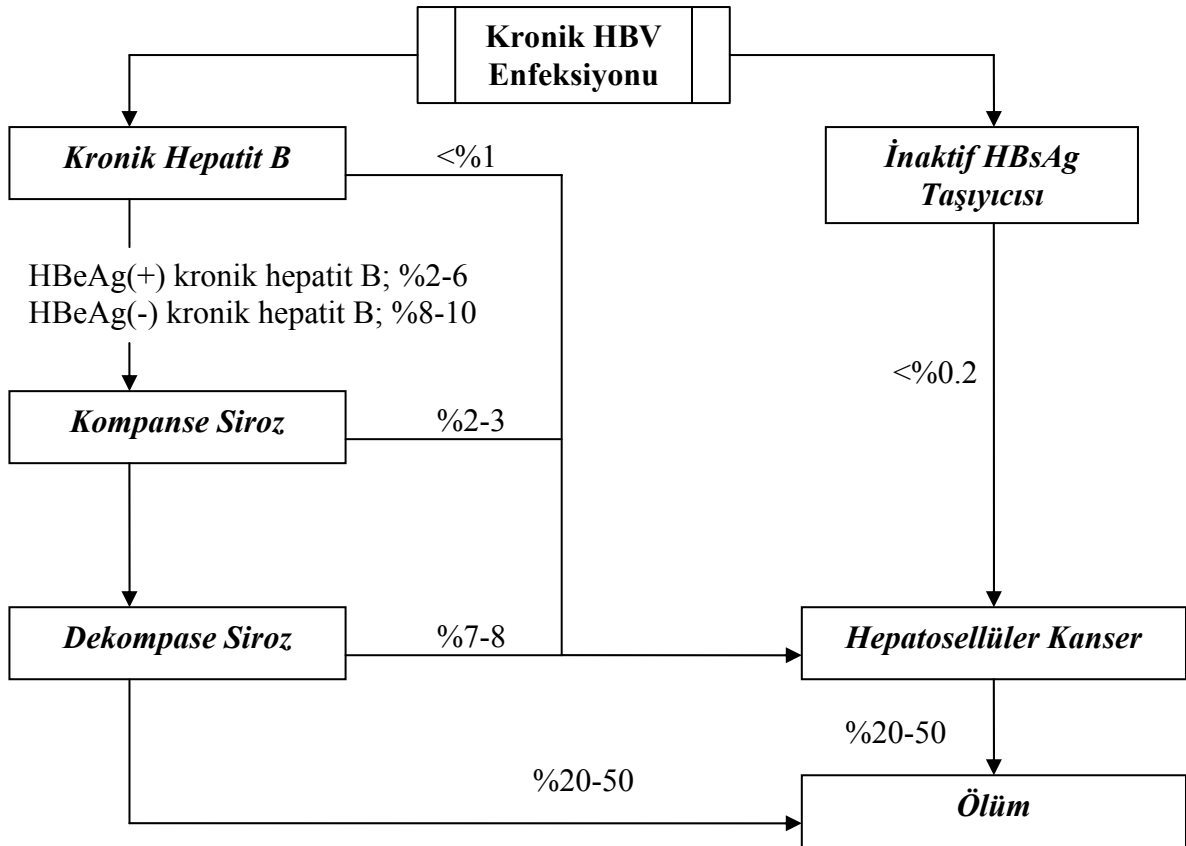 Kronik HBV
Enfeksiyonu
Kronik Hepatit B
<%1
İnaktif HBsAg
Taşıyıcısı
HBeAg(+) kronik hepatit B; %2-6
HBeAg(-) kronik hepatit B; %8-10
<%0.2
Kompanse Siroz
%2-3
Dekompase Siroz
%7-8
Hepatosellüler Kanser
%20-50
%20-50
Ölüm